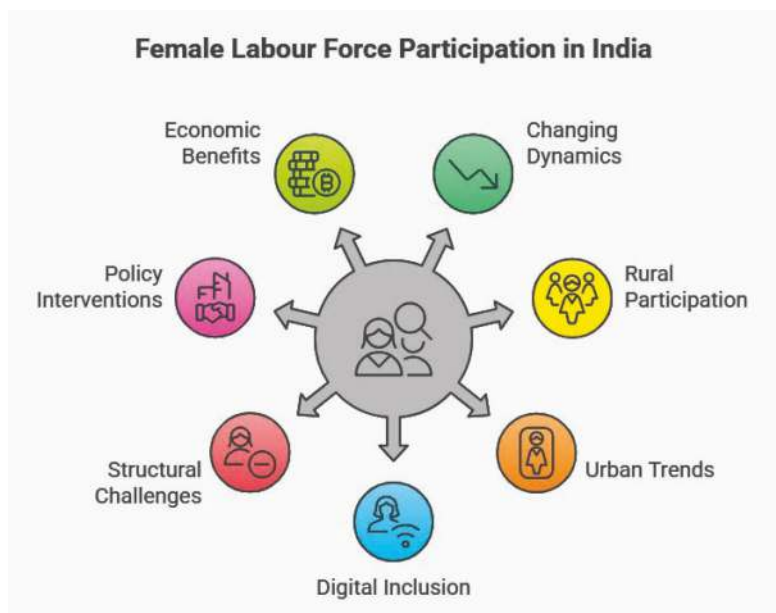 Female Labour Force Participation in India
Economic
Benefits
Changing
Dynamics
Policy
Interventions
Rural
Participation
Structural
Challenges
Urban Trends
Digital Inclusion